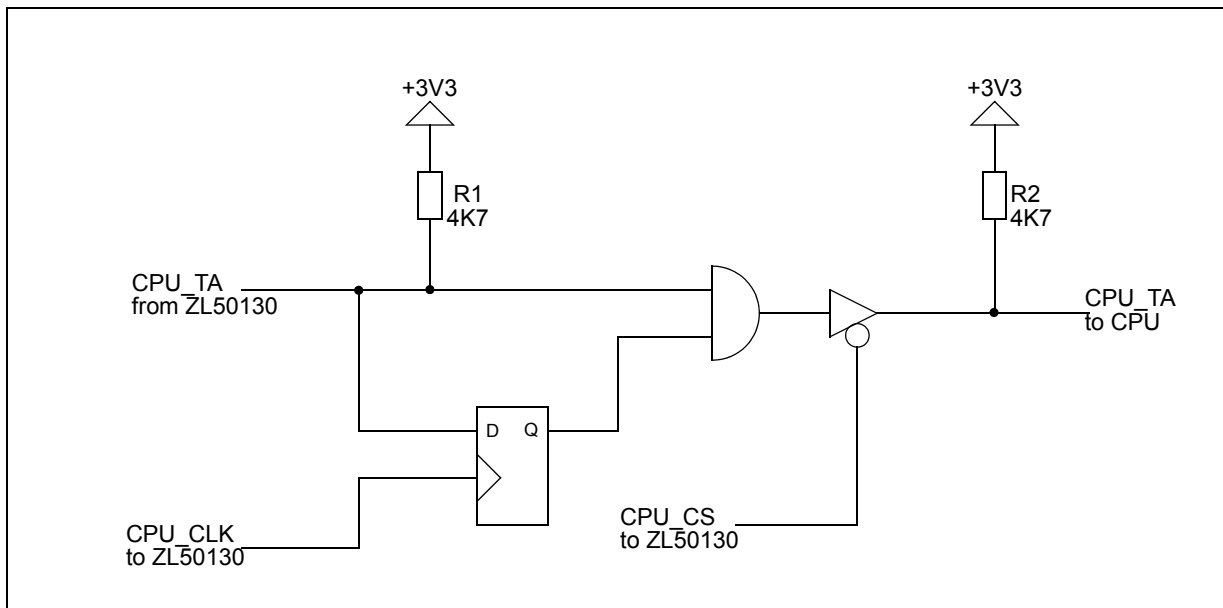 +3V3
+3V3
R1
4K7
R2
4K7
CPU_TA
from ZL50130
CPU_TA
to CPU
D Q
CPU_CLK
to ZL50130
CPU_CS
to ZL50130